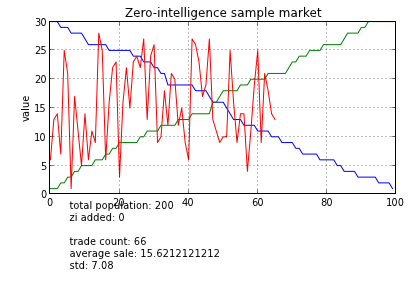 Zero-intelligence sample market
30
25
20
15
10
5
0
value
0 20 40 60 80 100
total population: 200
zi added: 0
trade count: 66
average sale: 15.6212121212
std: 7.08